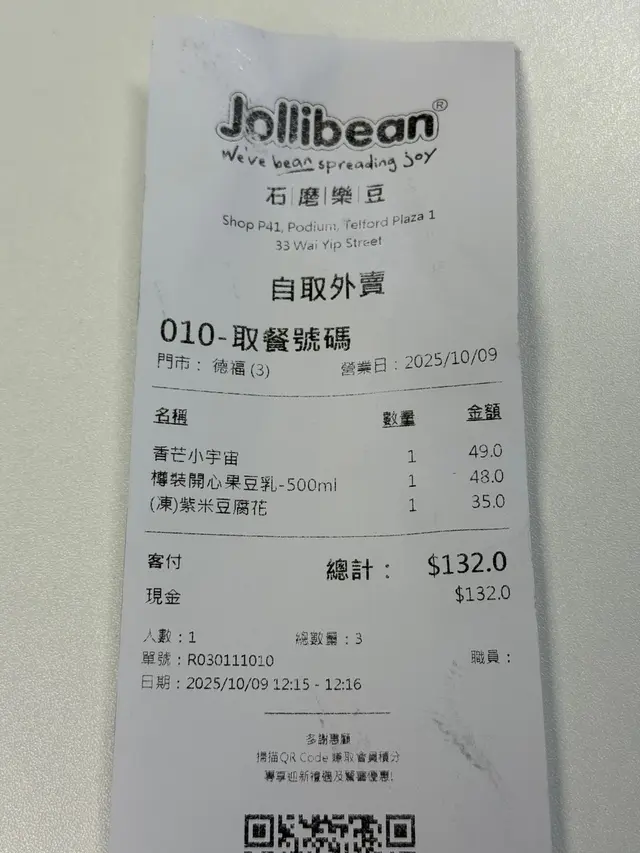 Jollibean®
We've bean spreading joy
石|磨|樂|豆
Shop P41, Podium, Telford Plaza 1
33 Wai Yip Street
自取外賣
010-取餐號碼
門市： 德福 (3) 營業日：2025/10/09
名稱 數量 金額
香芒小宇宙 1 49.0
樽裝開心果豆乳-500ml 1 48.0
(凍)紫米豆腐花 1 35.0
客付 總計： $132.0
現金 $132.0
人數：1 總數量：3
單號：R030111010 職員：
日期：2025/10/09 12:15 - 12:16
多謝惠顧
掃描QR Code 賺取會員積分
專享迎新禮遇及餐廳優惠!